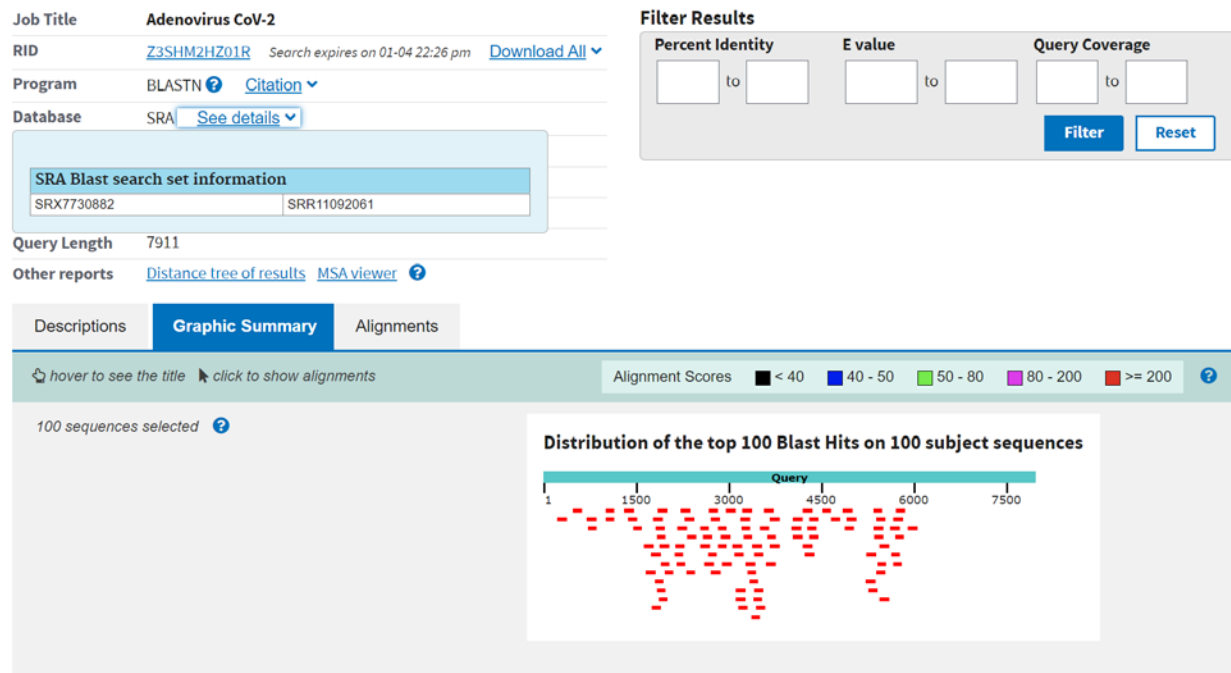 Job Title Adenovirus CoV-2
RID Z3SHM2HZ01R Search expires on 01-04 22:26 pm Download All
Program BLASTN ? Citation
Database SRA See details
SRA Blast search set information
SRX7730882 SRR11092061
Query Length 7911
Other reports Distance tree of results MSA viewer ?
Filter Results
Percent Identity E value Query Coverage
to to to
Filter Reset
Descriptions Graphic Summary Alignments
hover to see the title click to show alignments
Alignment Scores < 40 40 - 50 50 - 80 80 - 200 >= 200 ?
100 sequences selected ?
Distribution of the top 100 Blast Hits on 100 subject sequences
Query
1 1500 3000 4500 6000 7500